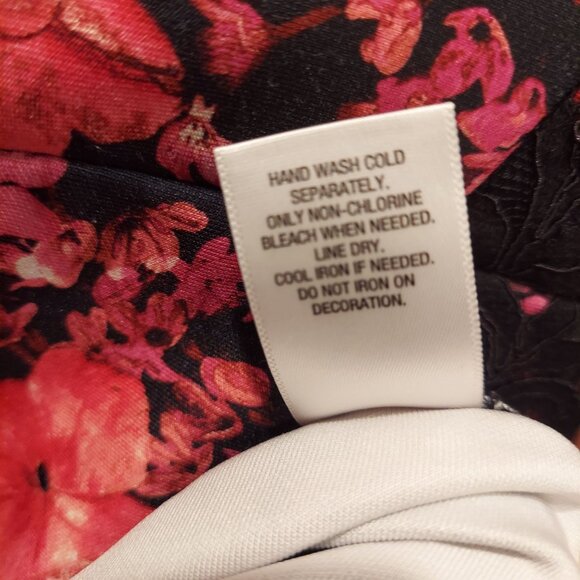 HAND WASH COLD
SEPARATELY.
ONLY NON-CHLORINE
BLEACH WHEN NEEDED.
LINE DRY.
COOL IRON IF NEEDED.
DO NOT IRON ON
DECORATION.